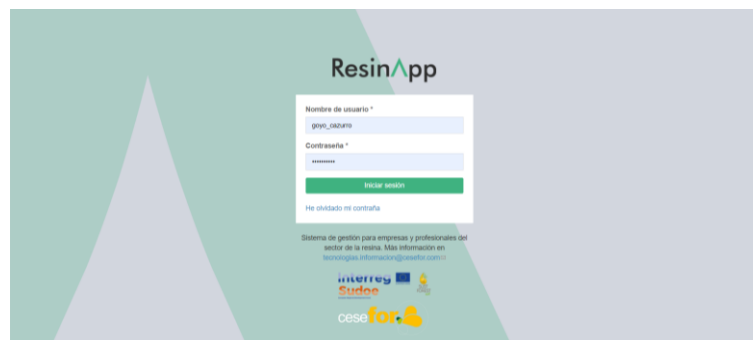 ResinApp
Nombre de usuario *
goyo_cazurro
Contraseña *
••••••••••
Iniciar sesión
He olvidado mi contraña
Sistema de gestión para empresas y profesionales del
sector de la resina. Más información en
tecnologias.informacion@cesefor.com
Interreg
Sudoe
cesefor